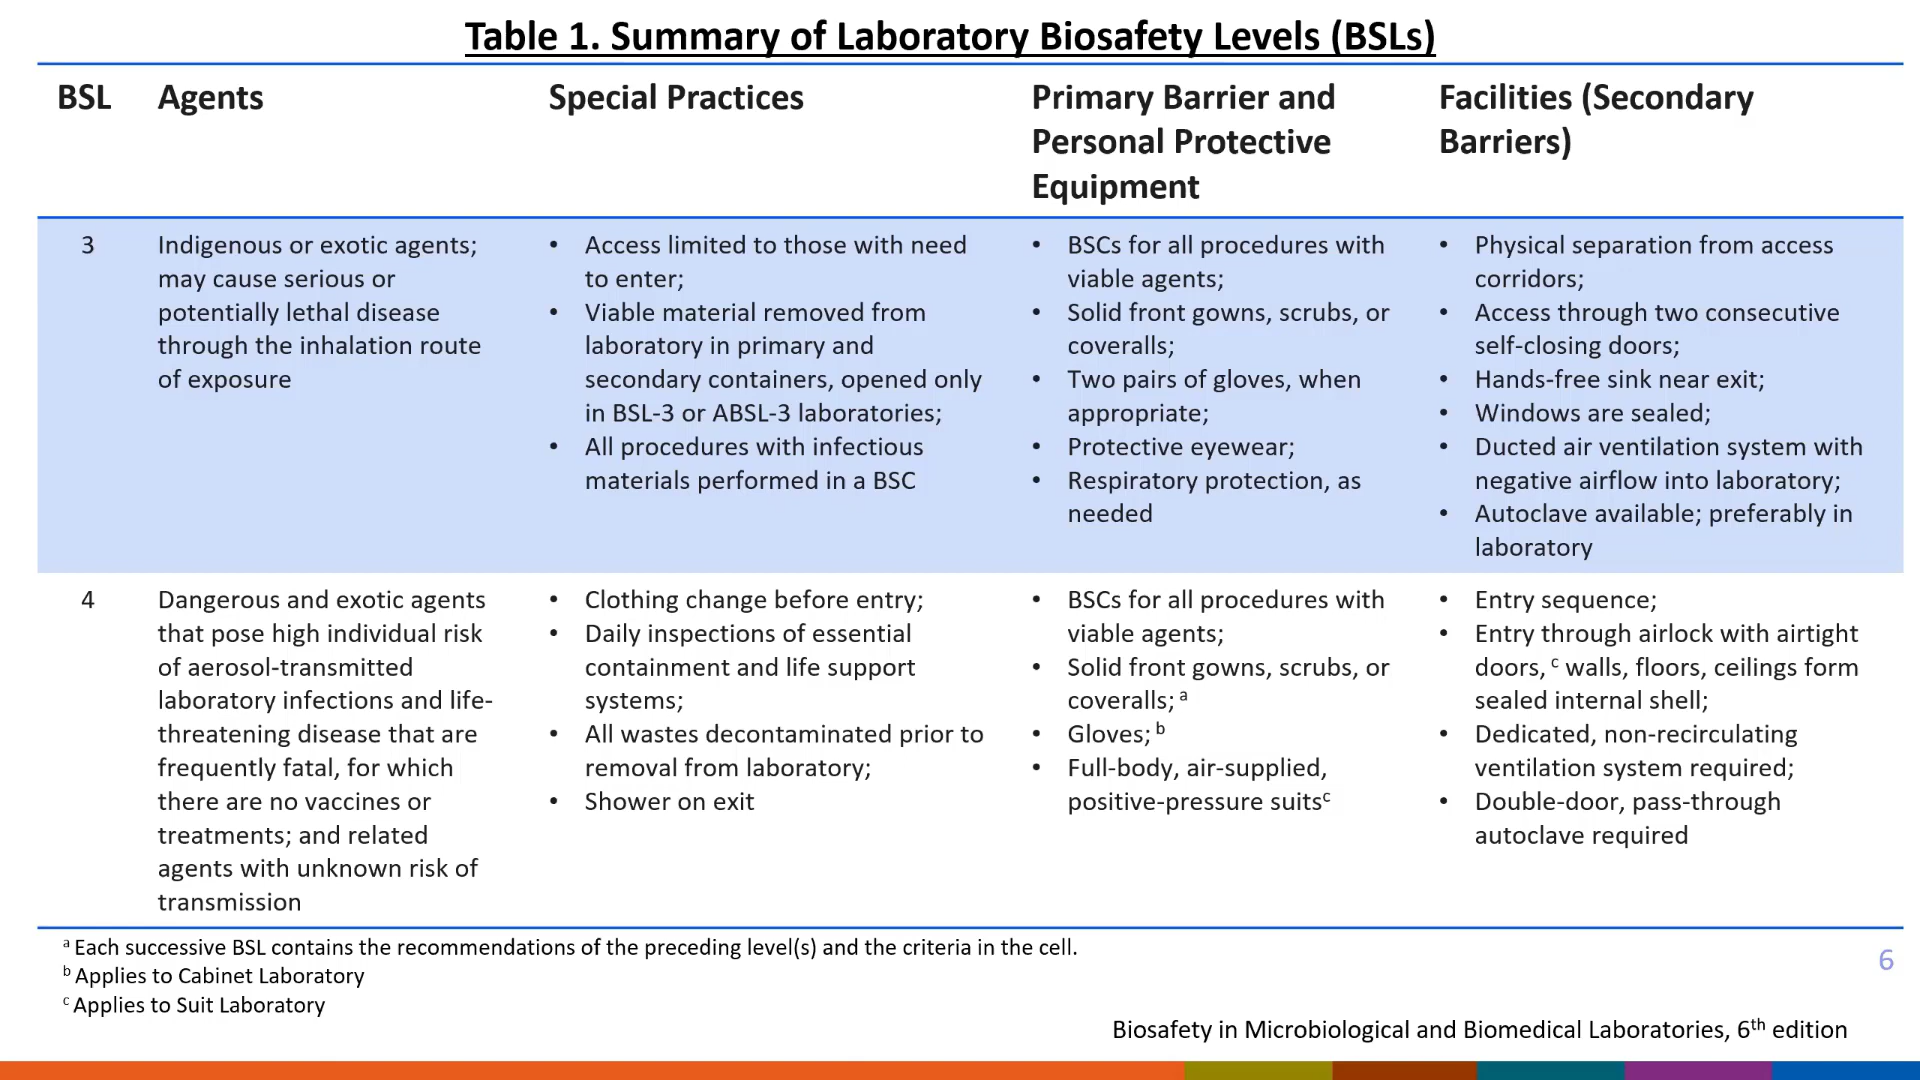 Table 1. Summary of Laboratory Biosafety Levels (BSLs)
BSL
Agents
Special Practices
Primary Barrier and
Personal Protective
Equipment
Facilities (Secondary
Barriers)
3
Indigenous or exotic agents;
may cause serious or
potentially lethal disease
through the inhalation route
of exposure
• Access limited to those with need
to enter;
• Viable material removed from
laboratory in primary and
secondary containers, opened only
in BSL-3 or ABSL-3 laboratories;
• All procedures with infectious
materials performed in a BSC
• BSCs for all procedures with
viable agents;
• Solid front gowns, scrubs, or
coveralls;
• Two pairs of gloves, when
appropriate;
• Protective eyewear;
• Respiratory protection, as
needed
• Physical separation from access
corridors;
• Access through two consecutive
self-closing doors;
• Hands-free sink near exit;
• Windows are sealed;
• Ducted air ventilation system with
negative airflow into laboratory;
• Autoclave available; preferably in
laboratory
4
Dangerous and exotic agents
that pose high individual risk
of aerosol-transmitted
laboratory infections and life-
threatening disease that are
frequently fatal, for which
there are no vaccines or
treatments; and related
agents with unknown risk of
transmission
• Clothing change before entry;
• Daily inspections of essential
containment and life support
systems;
• All wastes decontaminated prior to
removal from laboratory;
• Shower on exit
• BSCs for all procedures with
viable agents;
• Solid front gowns, scrubs, or
coveralls; a
• Gloves; b
• Full-body, air-supplied,
positive-pressure suitsc
• Entry sequence;
• Entry through airlock with airtight
doors, c walls, floors, ceilings form
sealed internal shell;
• Dedicated, non-recirculating
ventilation system required;
• Double-door, pass-through
autoclave required
a Each successive BSL contains the recommendations of the preceding level(s) and the criteria in the cell.
b Applies to Cabinet Laboratory
c Applies to Suit Laboratory
6
Biosafety in Microbiological and Biomedical Laboratories, 6th edition